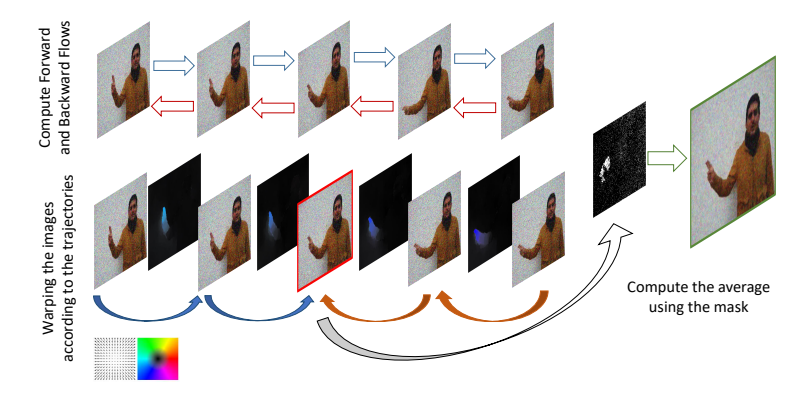 Compute Forward
and Backward Flows
Warping the images
according to the trajectories
Compute the average
using the mask